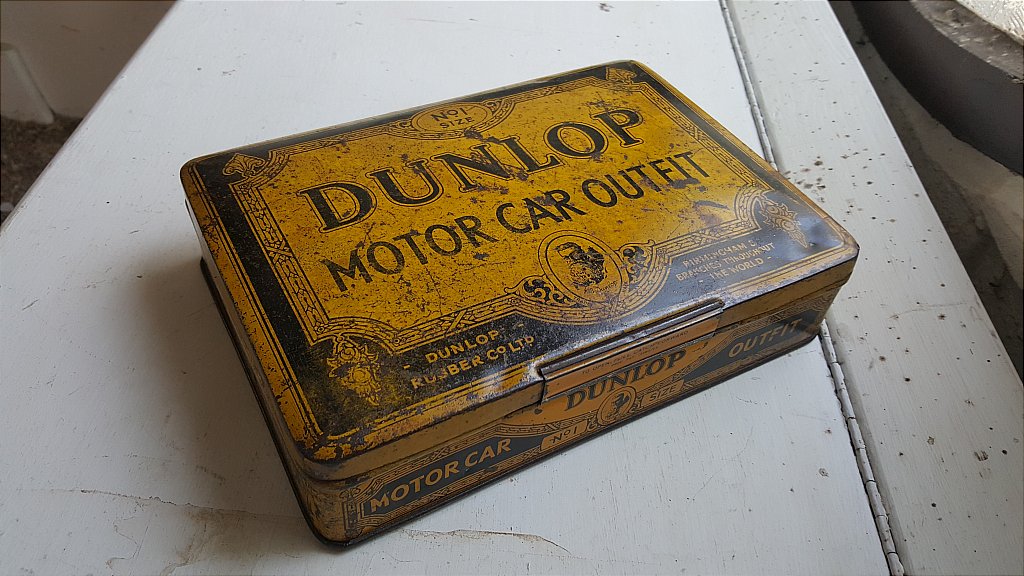 No 1
SIZE
DUNLOP
MOTOR CAR OUTFIT
DUNLOP
RUBBER CO LTD
BIRMINGHAM &
BRANCHES THROUGHOUT
THE WORLD
DUNLOP
MOTOR CAR
No 1
SIZE
OUTFIT